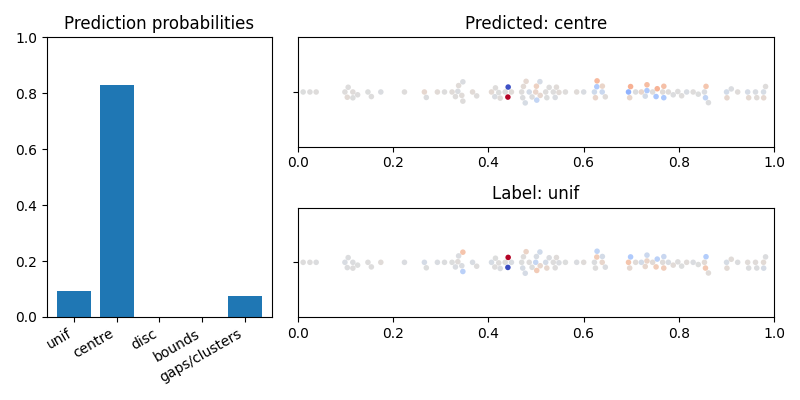 Prediction probabilities
1.0
0.8
0.6
0.4
0.2
0.0
unif
centre
disc
bounds
gaps/clusters
Predicted: centre
0.0 0.2 0.4 0.6 0.8 1.0
Label: unif
0.0 0.2 0.4 0.6 0.8 1.0